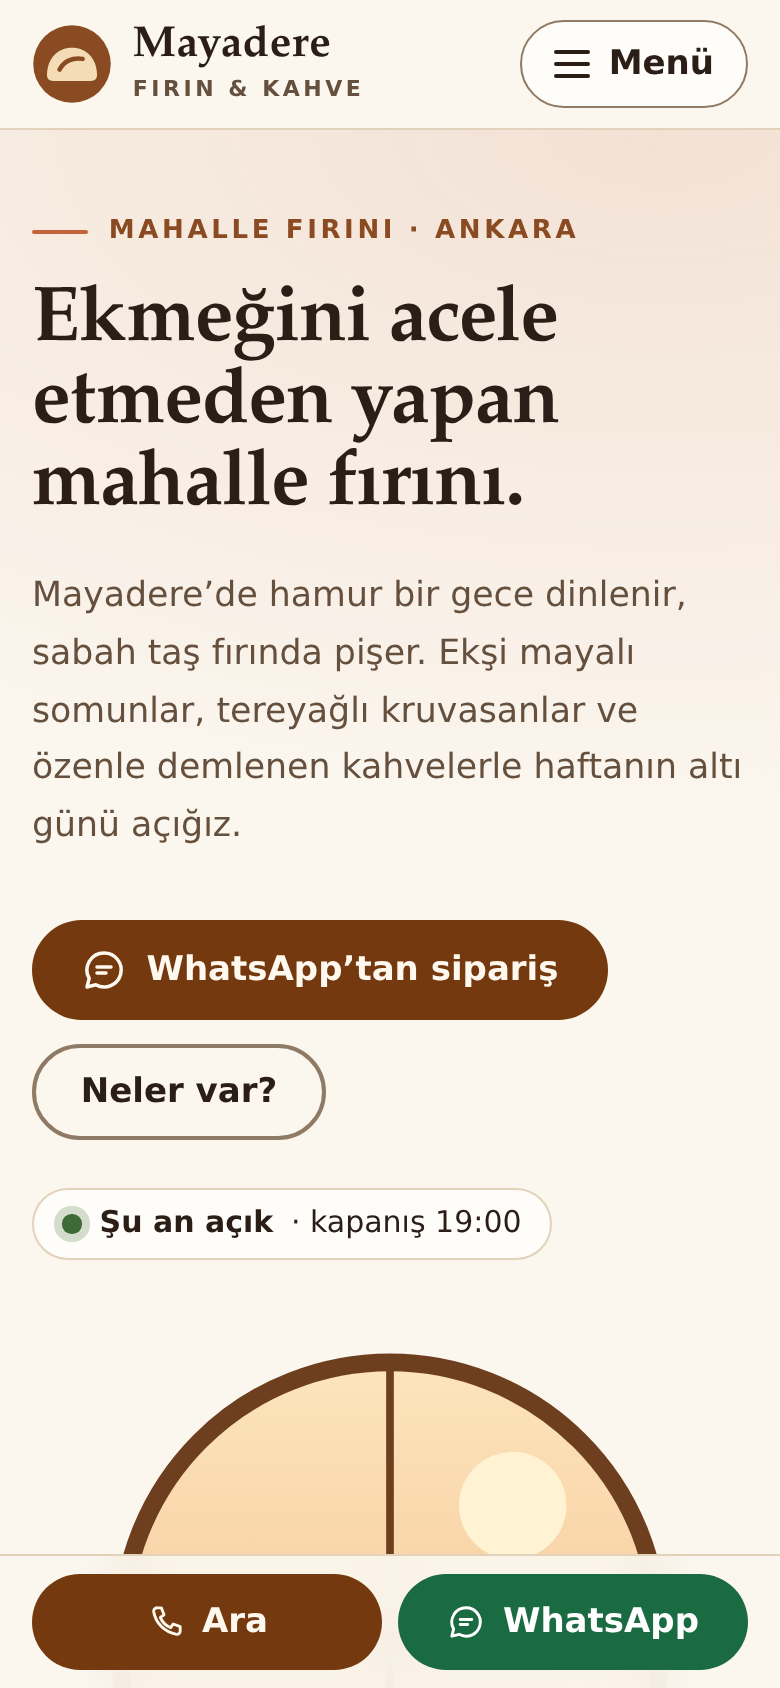 Mayadere
FIRIN & KAHVE
Menü
MAHALLE FIRINI · ANKARA
Ekmeğini acele
etmeden yapan
mahalle fırını.
Mayadere’de hamur bir gece dinlenir,
sabah taş fırında pişer. Ekşi mayalı
somunlar, tereyağlı kruvasanlar ve
özenle demlenen kahvelerle haftanın altı
günü açığız.
WhatsApp’tan sipariş
Neler var?
Şu an açık · kapanış 19:00
Ara
WhatsApp